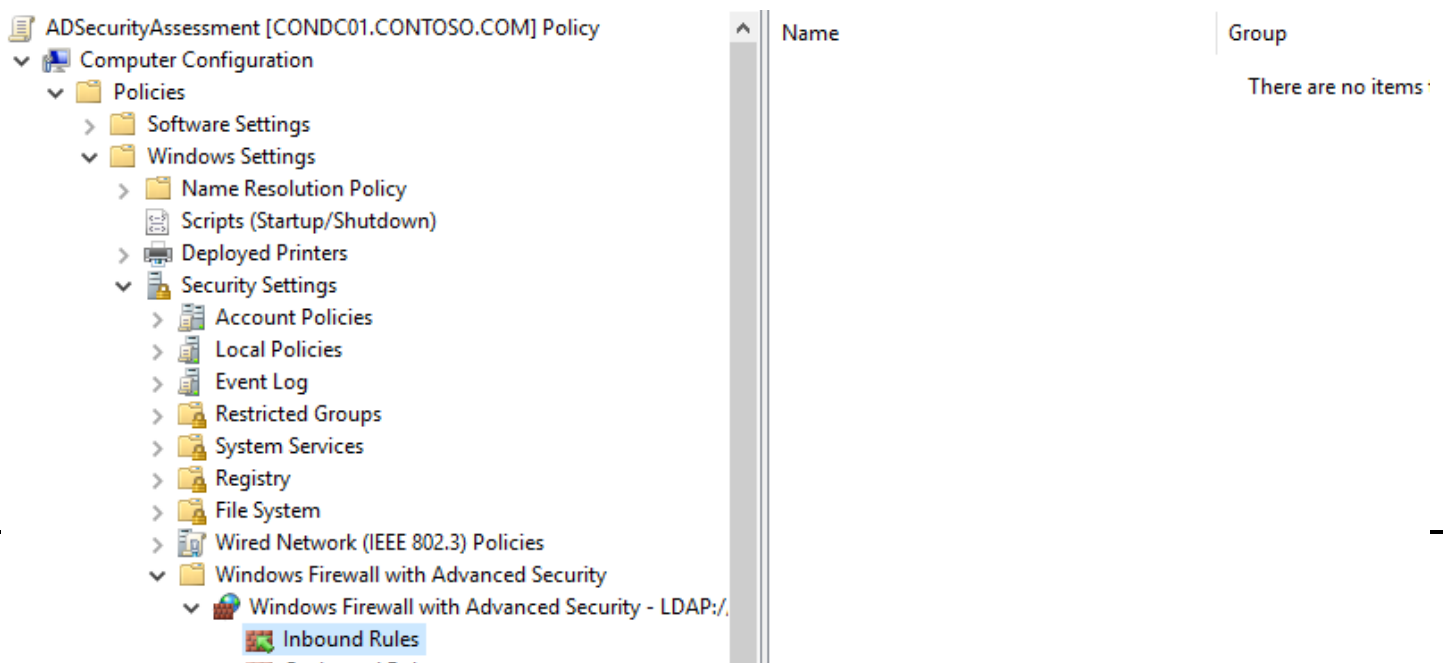 ADSecurityAssessment [CONDC01.CONTOSO.COM] Policy
Computer Configuration
Policies
Software Settings
Windows Settings
Name Resolution Policy
Scripts (Startup/Shutdown)
Deployed Printers
Security Settings
Account Policies
Local Policies
Event Log
Restricted Groups
System Services
Registry
File System
Wired Network (IEEE 802.3) Policies
Windows Firewall with Advanced Security
Windows Firewall with Advanced Security - LDAP:/
Inbound Rules
Name Group
There are no items